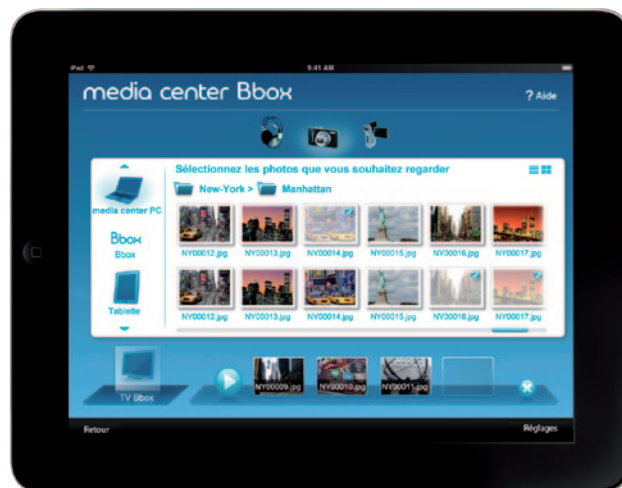 iPad 9:41 AM
media center Bbox
? Aide
Sélectionnez les photos que vous souhaitez regarder
New-York > Manhattan
media center PC
Bbox
Bbox
Tablette
NY00012.jpg NY00013.jpg NY00014.jpg NY00015.jpg NY00016.jpg NY00017.jpg
NY00012.jpg NY00013.jpg NY00014.jpg NY00015.jpg NY00016.jpg NY00017.jpg
TV Bbox
NY00009.jpg NY00010.jpg NY00011.jpg
Retour Réglages